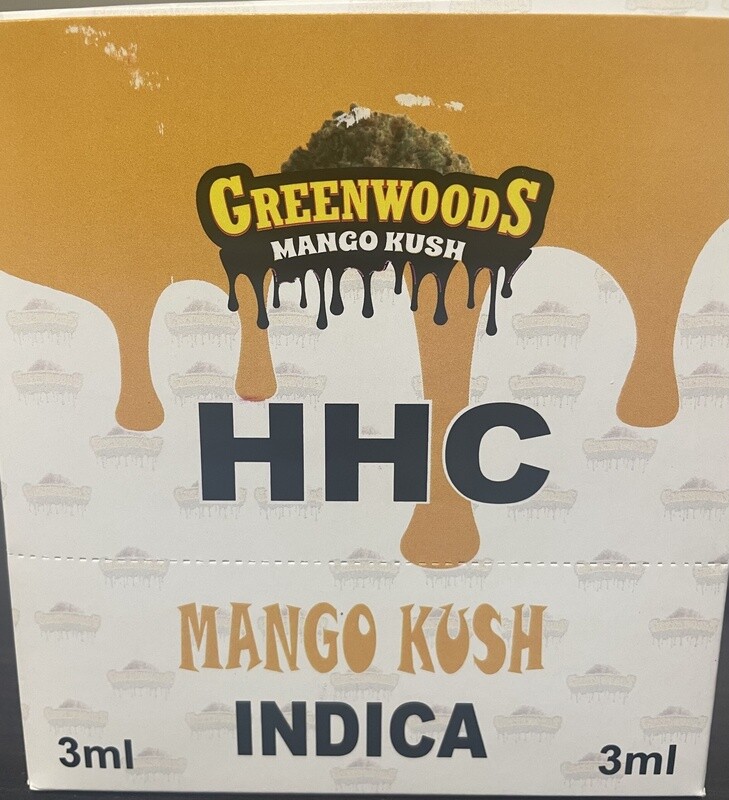 GREENWOODS
MANGO KUSH
HHC
MANGO KUSH
INDICA
3ml 3ml